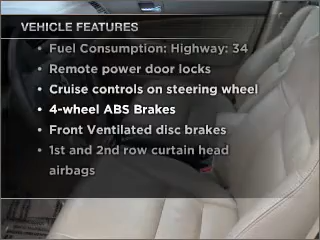 VEHICLE FEATURES
• Fuel Consumption: Highway: 34
• Remote power door locks
• Cruise controls on steering wheel
• 4-wheel ABS Brakes
• Front Ventilated disc brakes
• 1st and 2nd row curtain head
airbags